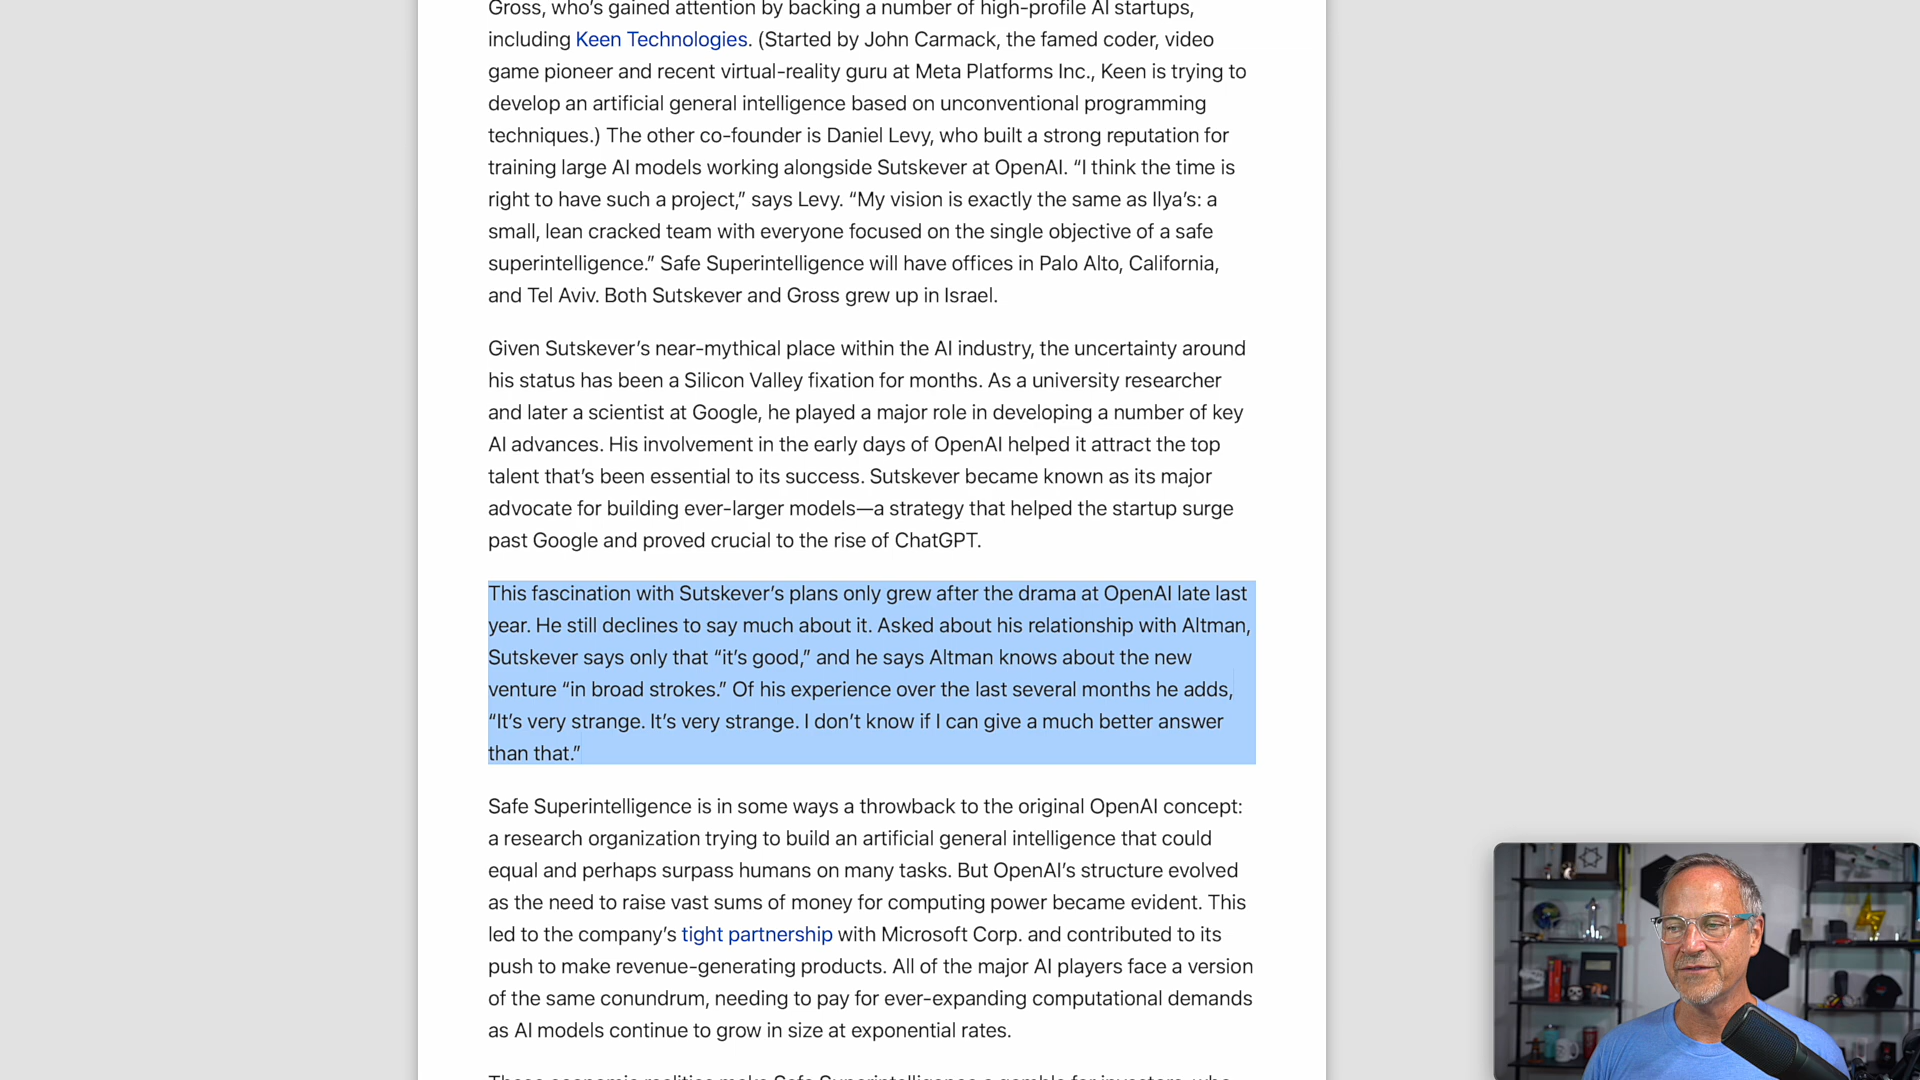 Gross, who’s gained attention by backing a number of high-profile AI startups,
including Keen Technologies. (Started by John Carmack, the famed coder, video
game pioneer and recent virtual-reality guru at Meta Platforms Inc., Keen is trying to
develop an artificial general intelligence based on unconventional programming
techniques.) The other co-founder is Daniel Levy, who built a strong reputation for
training large AI models working alongside Sutskever at OpenAI. “I think the time is
right to have such a project,” says Levy. “My vision is exactly the same as Ilya’s: a
small, lean cracked team with everyone focused on the single objective of a safe
superintelligence.” Safe Superintelligence will have offices in Palo Alto, California,
and Tel Aviv. Both Sutskever and Gross grew up in Israel.
Given Sutskever’s near-mythical place within the AI industry, the uncertainty around
his status has been a Silicon Valley fixation for months. As a university researcher
and later a scientist at Google, he played a major role in developing a number of key
AI advances. His involvement in the early days of OpenAI helped it attract the top
talent that’s been essential to its success. Sutskever became known as its major
advocate for building ever-larger models—a strategy that helped the startup surge
past Google and proved crucial to the rise of ChatGPT.
This fascination with Sutskever’s plans only grew after the drama at OpenAI late last
year. He still declines to say much about it. Asked about his relationship with Altman,
Sutskever says only that “it’s good,” and he says Altman knows about the new
venture “in broad strokes.” Of his experience over the last several months he adds,
“It’s very strange. It’s very strange. I don’t know if I can give a much better answer
than that.”
Safe Superintelligence is in some ways a throwback to the original OpenAI concept:
a research organization trying to build an artificial general intelligence that could
equal and perhaps surpass humans on many tasks. But OpenAI’s structure evolved
as the need to raise vast sums of money for computing power became evident. This
led to the company’s tight partnership with Microsoft Corp. and contributed to its
push to make revenue-generating products. All of the major AI players face a version
of the same conundrum, needing to pay for ever-expanding computational demands
as AI models continue to grow in size at exponential rates.